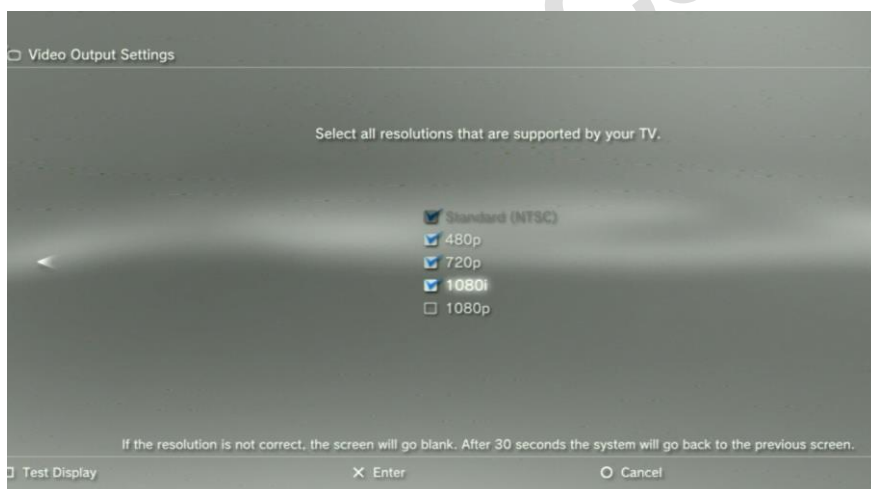 Video Output Settings
Select all resolutions that are supported by your TV.
Standard (NTSC)
480p
720p
1080i
1080p
If the resolution is not correct, the screen will go blank. After 30 seconds the system will go back to the previous screen.
Test Display
Enter
Cancel